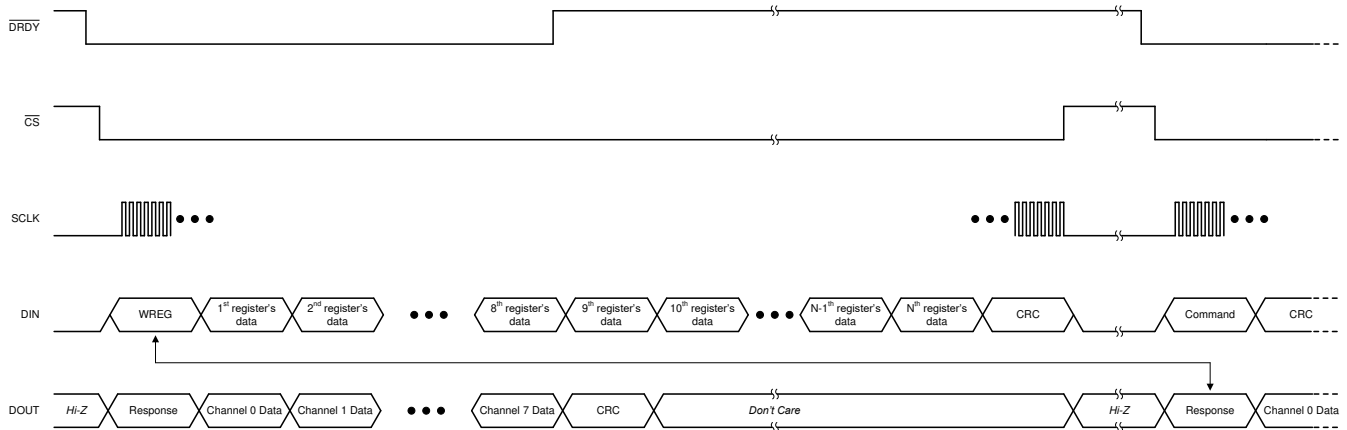 DRDY
CS
SCLK
DIN
WREG
1st register's
data
2nd register's
data
8th register's
data
9th register's
data
10th register's
data
N-1th register's
data
Nth register's
data
CRC
Command
CRC
DOUT
Hi-Z
Response
Channel 0 Data
Channel 1 Data
Channel 7 Data
CRC
Don't Care
Hi-Z
Response
Channel 0 Data